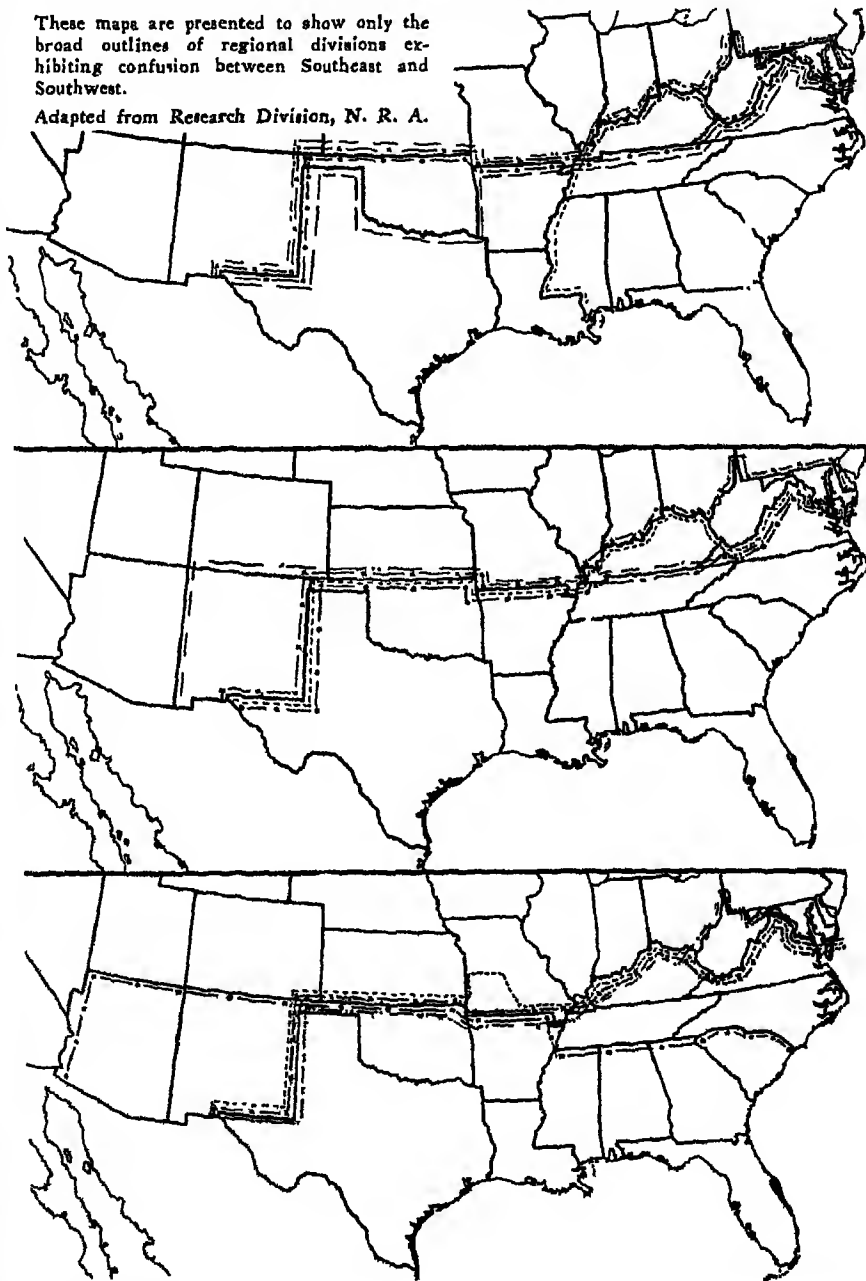 These maps are presented to show only the
broad outlines of regional divisions ex-
hibiting confusion between Southeast and
Southwest.
Adapted from Research Division, N. R. A.